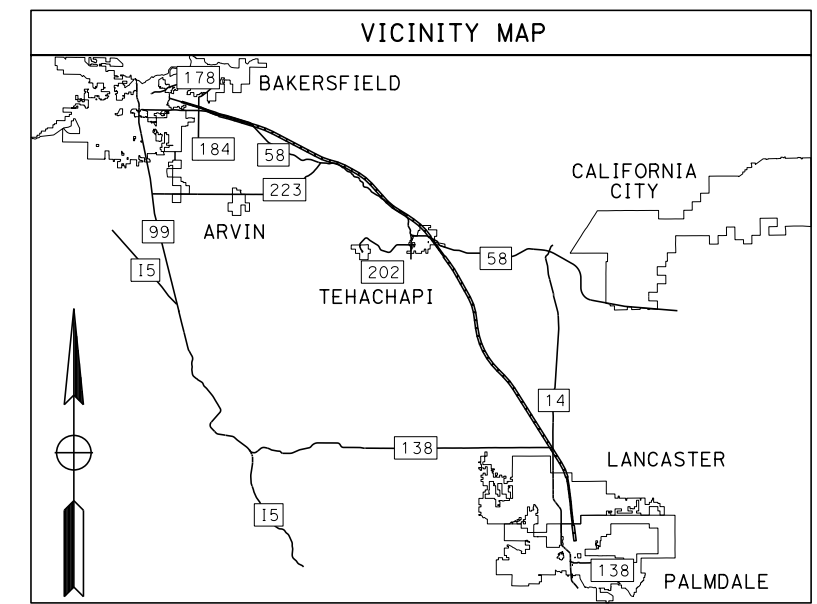 VICINITY MAP
178
BAKERSFIELD
184
58
223
CALIFORNIA
CITY
99
ARVIN
I5
202
58
TEHACHAPI
14
138
LANCASTER
I5
138
PALMDALE